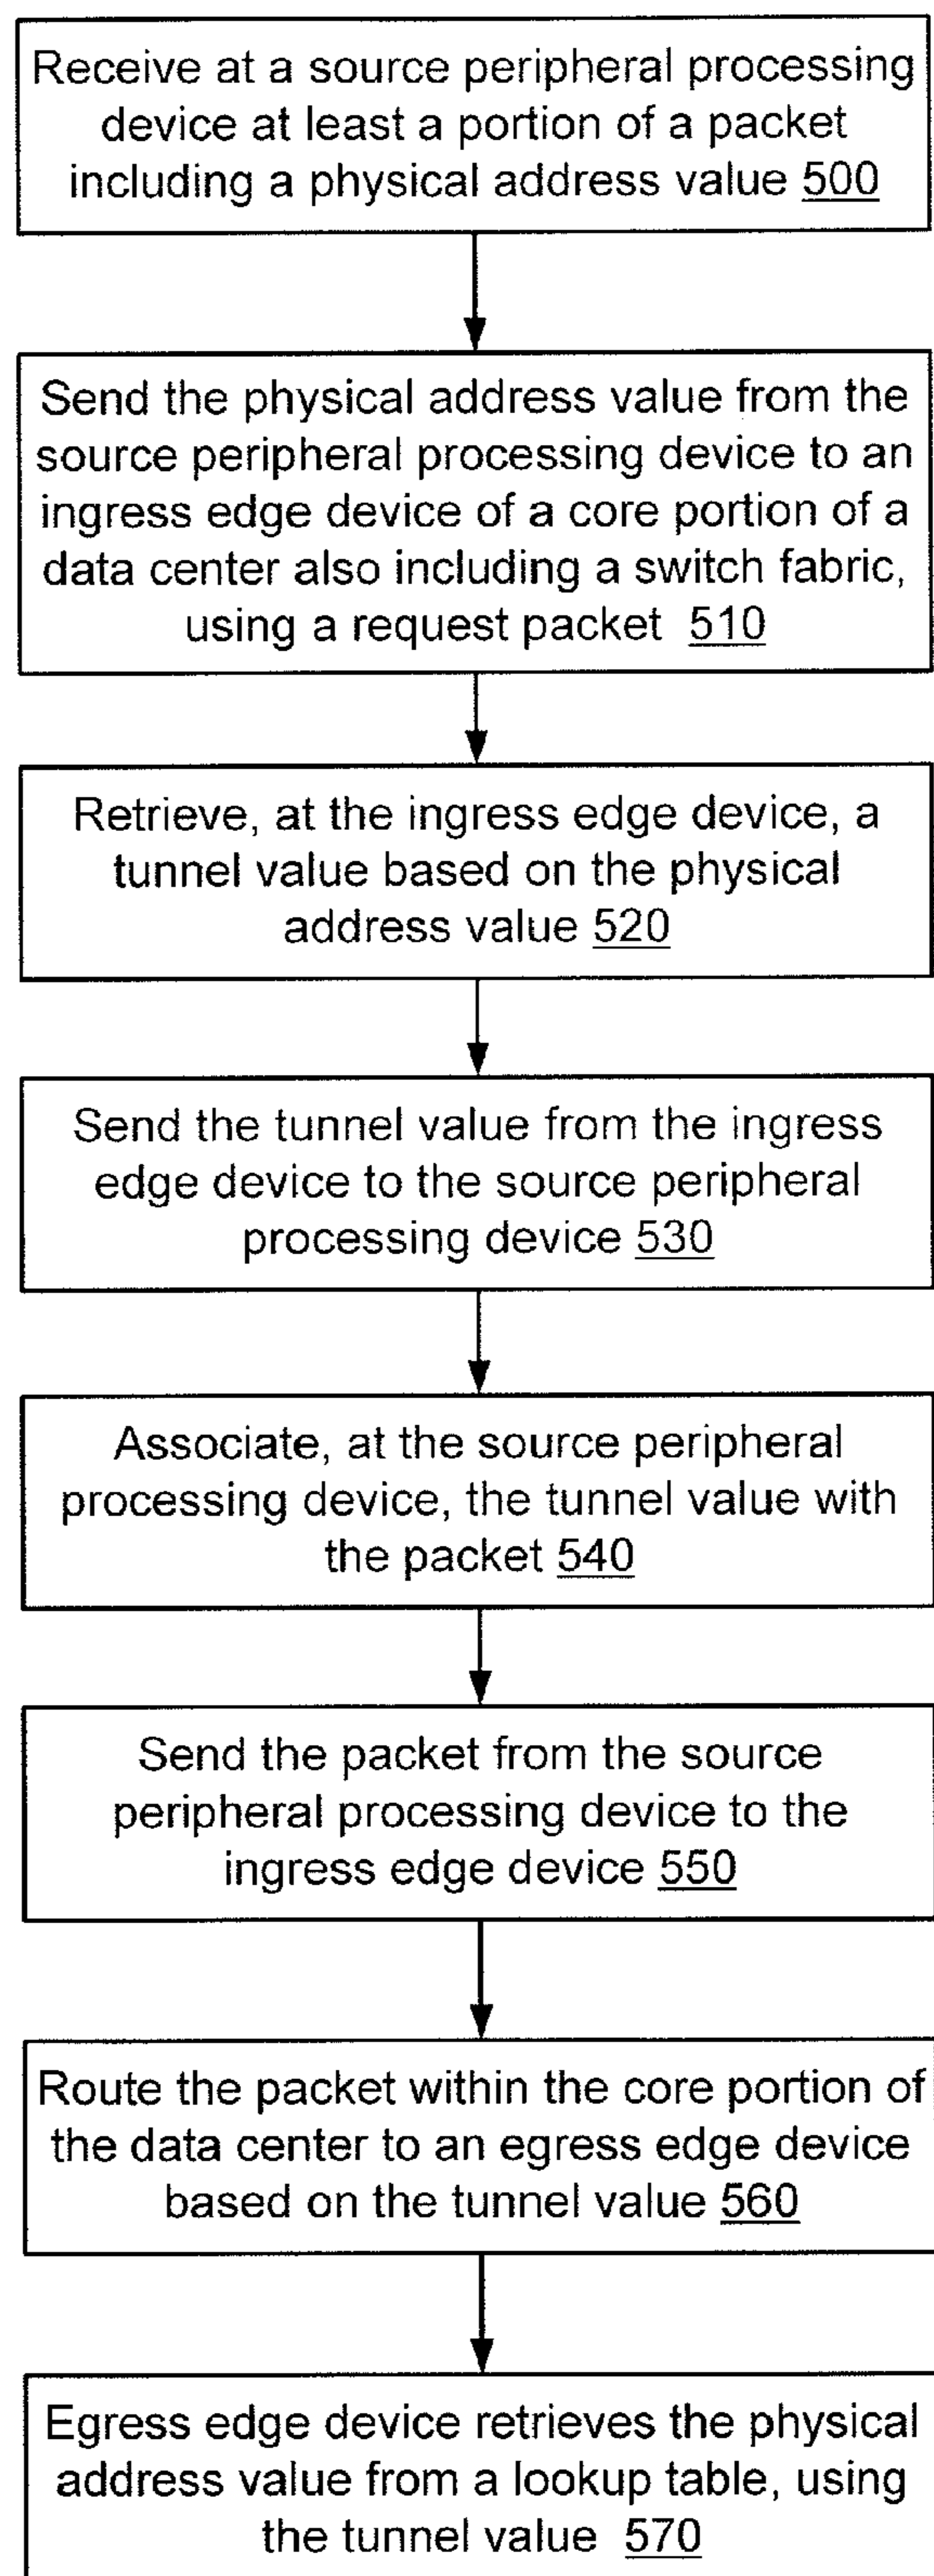 Receive at a source peripheral processing
device at least a portion of a packet
including a physical address value 500
Send the physical address value from the
source peripheral processing device to an
ingress edge device of a core portion of a
data center also including a switch fabric,
using a request packet 510
Retrieve, at the ingress edge device, a
tunnel value based on the physical
address value 520
Send the tunnel value from the ingress
edge device to the source peripheral
processing device 530
Associate, at the source peripheral
processing device, the tunnel value with
the packet 540
Send the packet from the source
peripheral processing device to the
ingress edge device 550
Route the packet within the core portion of
the data center to an egress edge device
based on the tunnel value 560
Egress edge device retrieves the physical
address value from a lookup table, using
the tunnel value 570